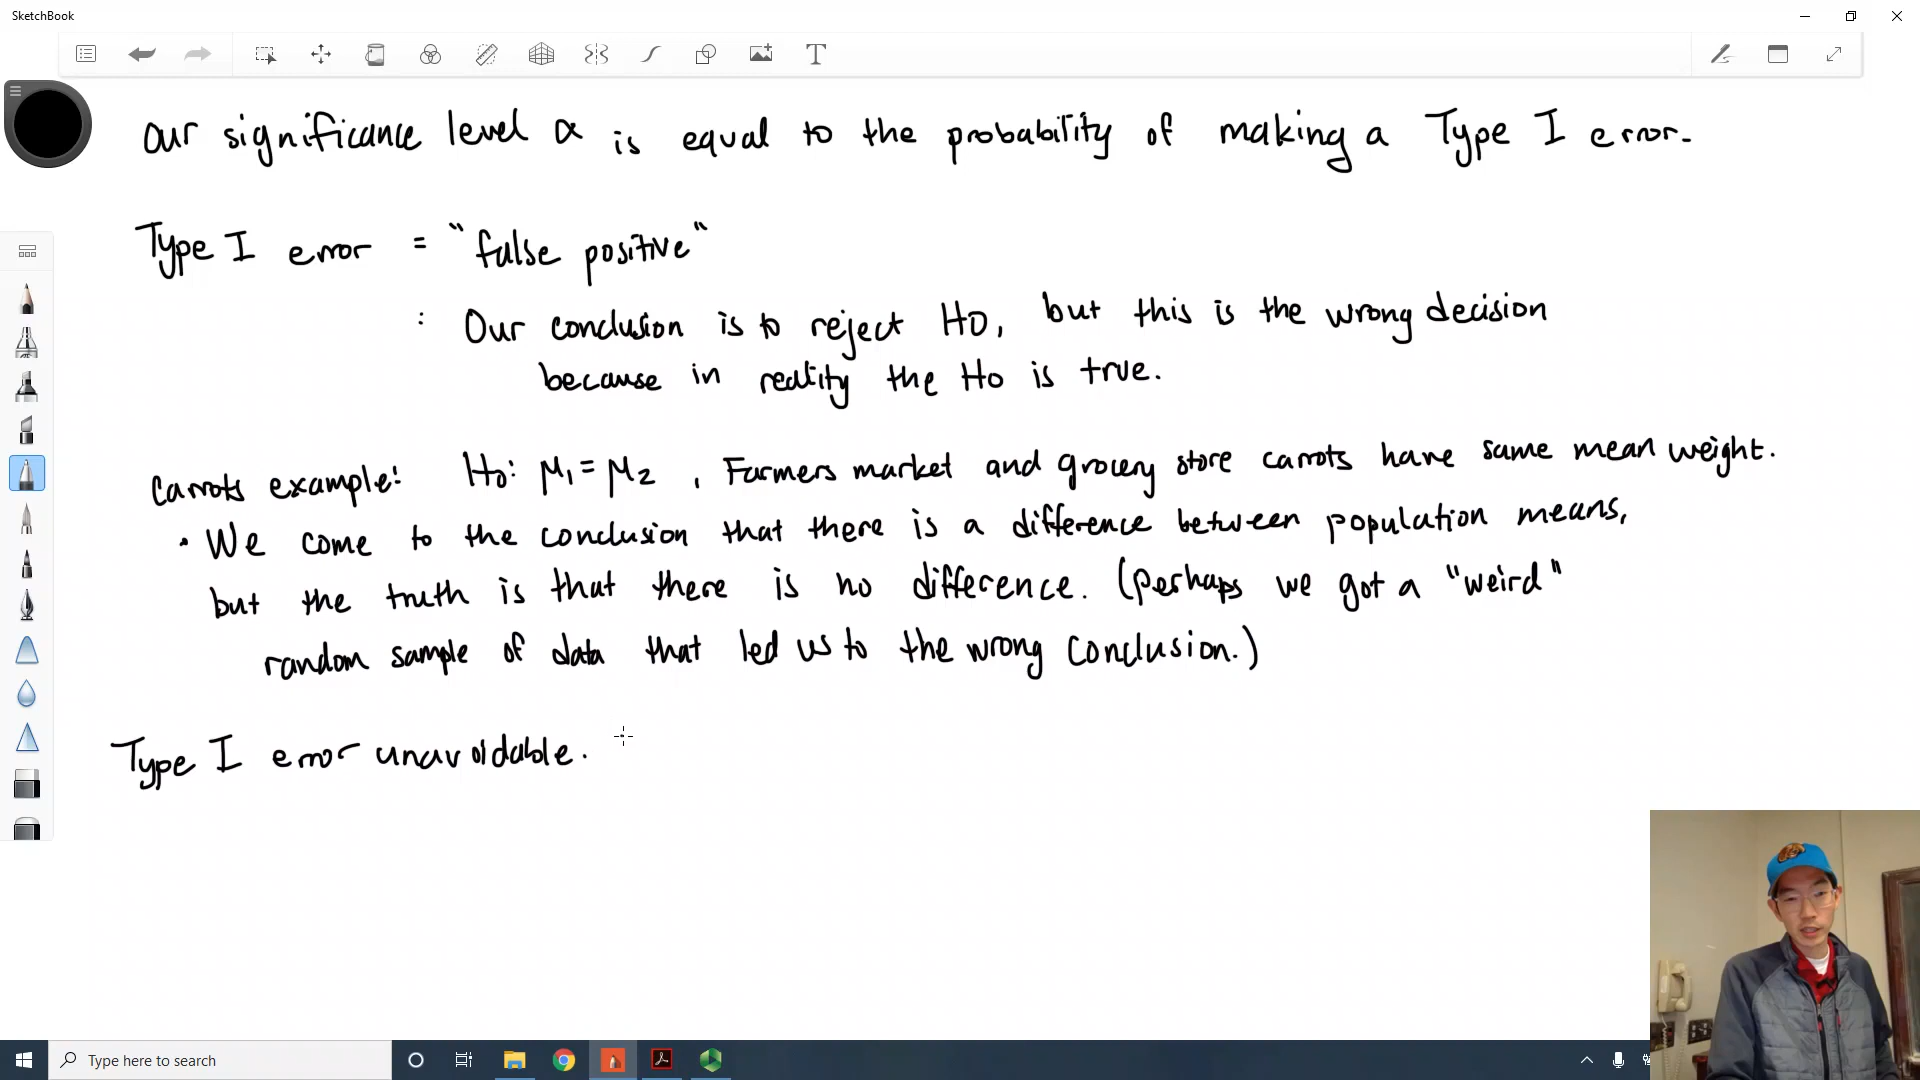 SketchBook
Our significance level α is equal to the probability of making a Type I error.
Type I error = "false positive"
: Our conclusion is to reject H0, but this is the wrong decision
because in reality the H0 is true.
Carrots example: H0: μ1 = μ2, Farmers market and grocery store carrots have same mean weight.
• We come to the conclusion that there is a difference between population means,
but the truth is that there is no difference. (Perhaps we got a "weird"
random sample of data that led us to the wrong conclusion.)
Type I error unavoidable.
Type here to search